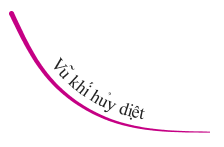 Vũ khí hủy diệt